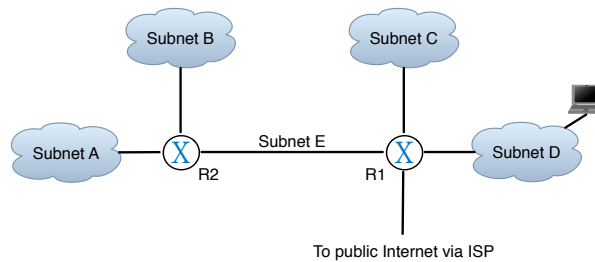 Subnet B
Subnet C
Subnet A
X
R2
Subnet E
X
R1
Subnet D
To public Internet via ISP